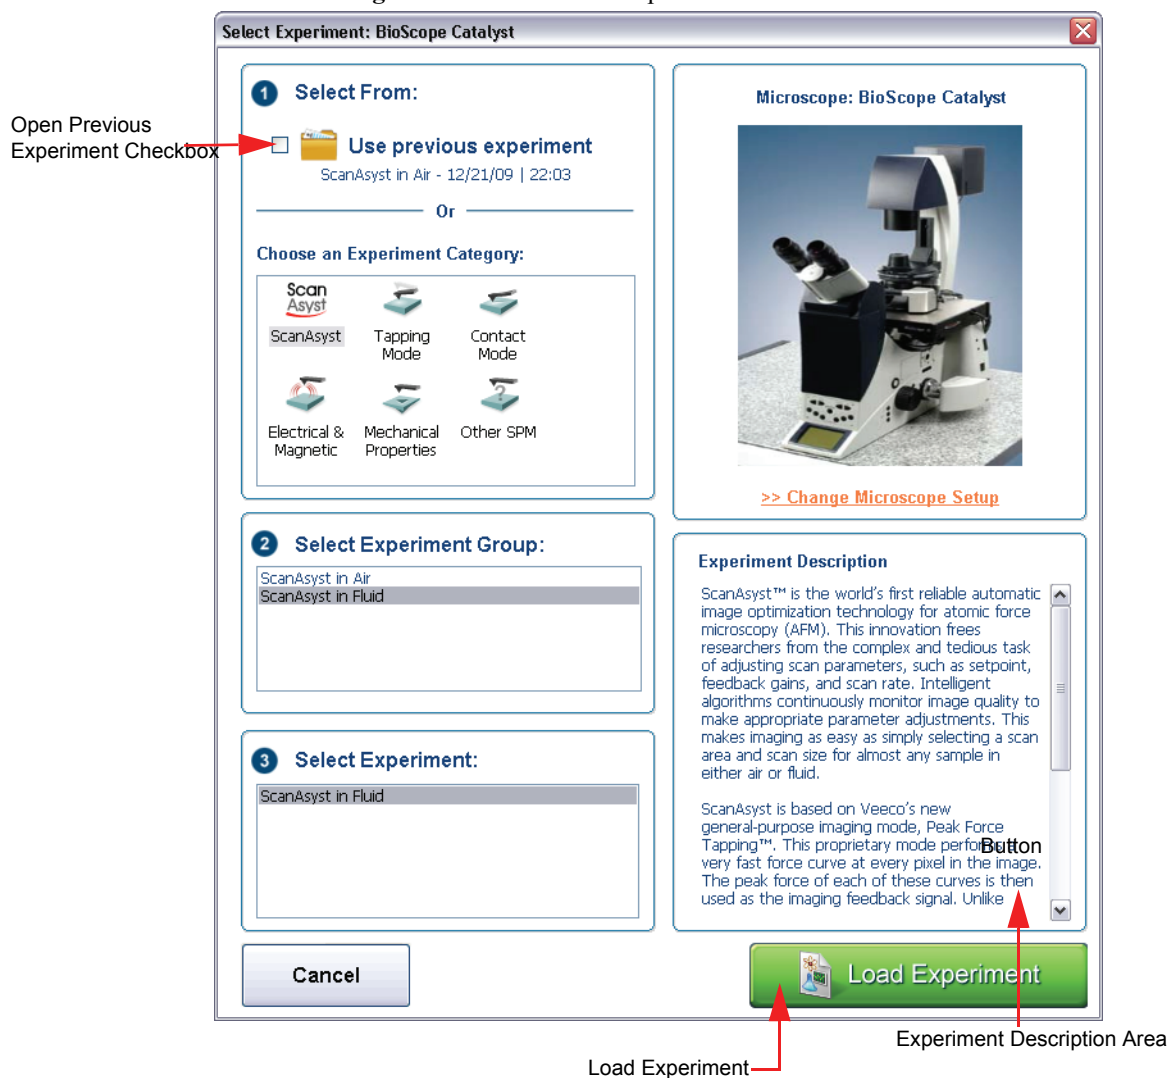 Select Experiment: BioScope Catalyst
1 Select From:
Open Previous
Experiment Checkbox
Use previous experiment
ScanAsyst in Air - 12/21/09 | 22:03
Or
Choose an Experiment Category:
Scan
Asyst
ScanAsyst
Tapping
Mode
Contact
Mode
Electrical &
Magnetic
Mechanical
Properties
?
Other SPM
2 Select Experiment Group:
ScanAsyst in Air
ScanAsyst in Fluid
3 Select Experiment:
ScanAsyst in Fluid
Cancel
Microscope: BioScope Catalyst
>> Change Microscope Setup
Experiment Description
ScanAsyst™ is the world's first reliable automatic
image optimization technology for atomic force
microscopy (AFM). This innovation frees
researchers from the complex and tedious task
of adjusting scan parameters, such as setpoint,
feedback gains, and scan rate. Intelligent
algorithms continuously monitor image quality to
make appropriate parameter adjustments. This
makes imaging as easy as simply selecting a scan
area and scan size for almost any sample in
either air or fluid.
ScanAsyst is based on Veeco's new
general-purpose imaging mode, Peak Force
Tapping™. This proprietary mode performs a
Button
very fast force curve at every pixel in the image.
The peak force of each of these curves is then
used as the imaging feedback signal. Unlike
Load Experiment
Experiment Description Area
Load Experiment